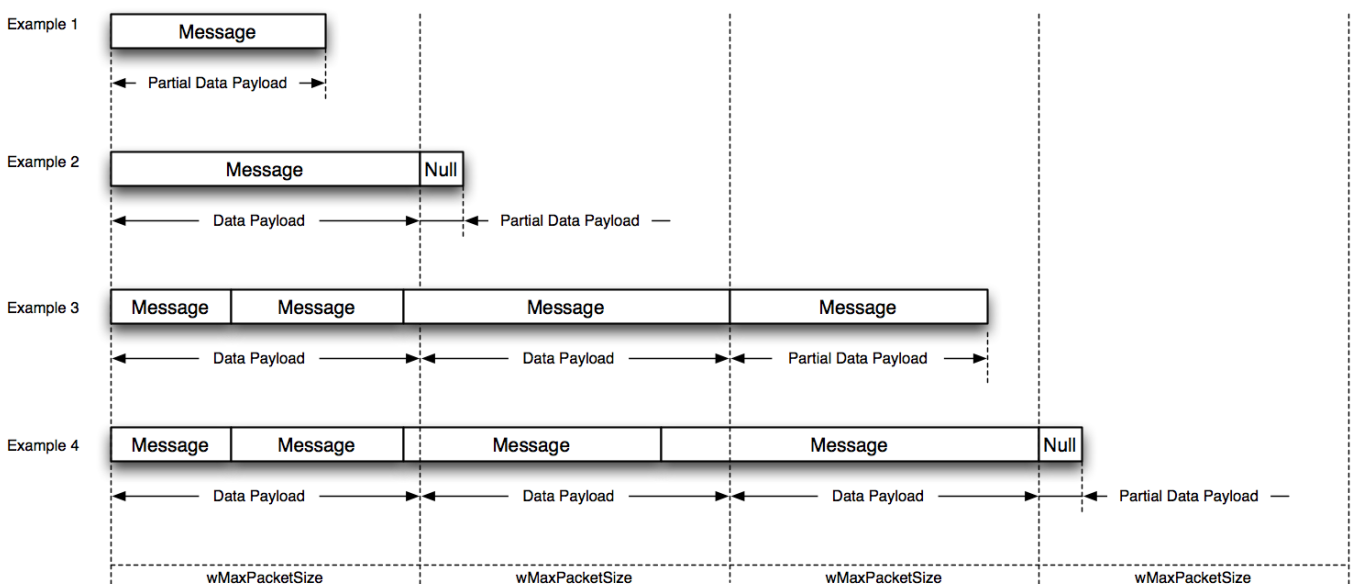 Example 1
Message
Partial Data Payload
Example 2
Message Null
Data Payload Partial Data Payload
Example 3
Message Message Message Message
Data Payload Data Payload Partial Data Payload
Example 4
Message Message Message Message Null
Data Payload Data Payload Data Payload Partial Data Payload
wMaxPacketSize wMaxPacketSize wMaxPacketSize wMaxPacketSize